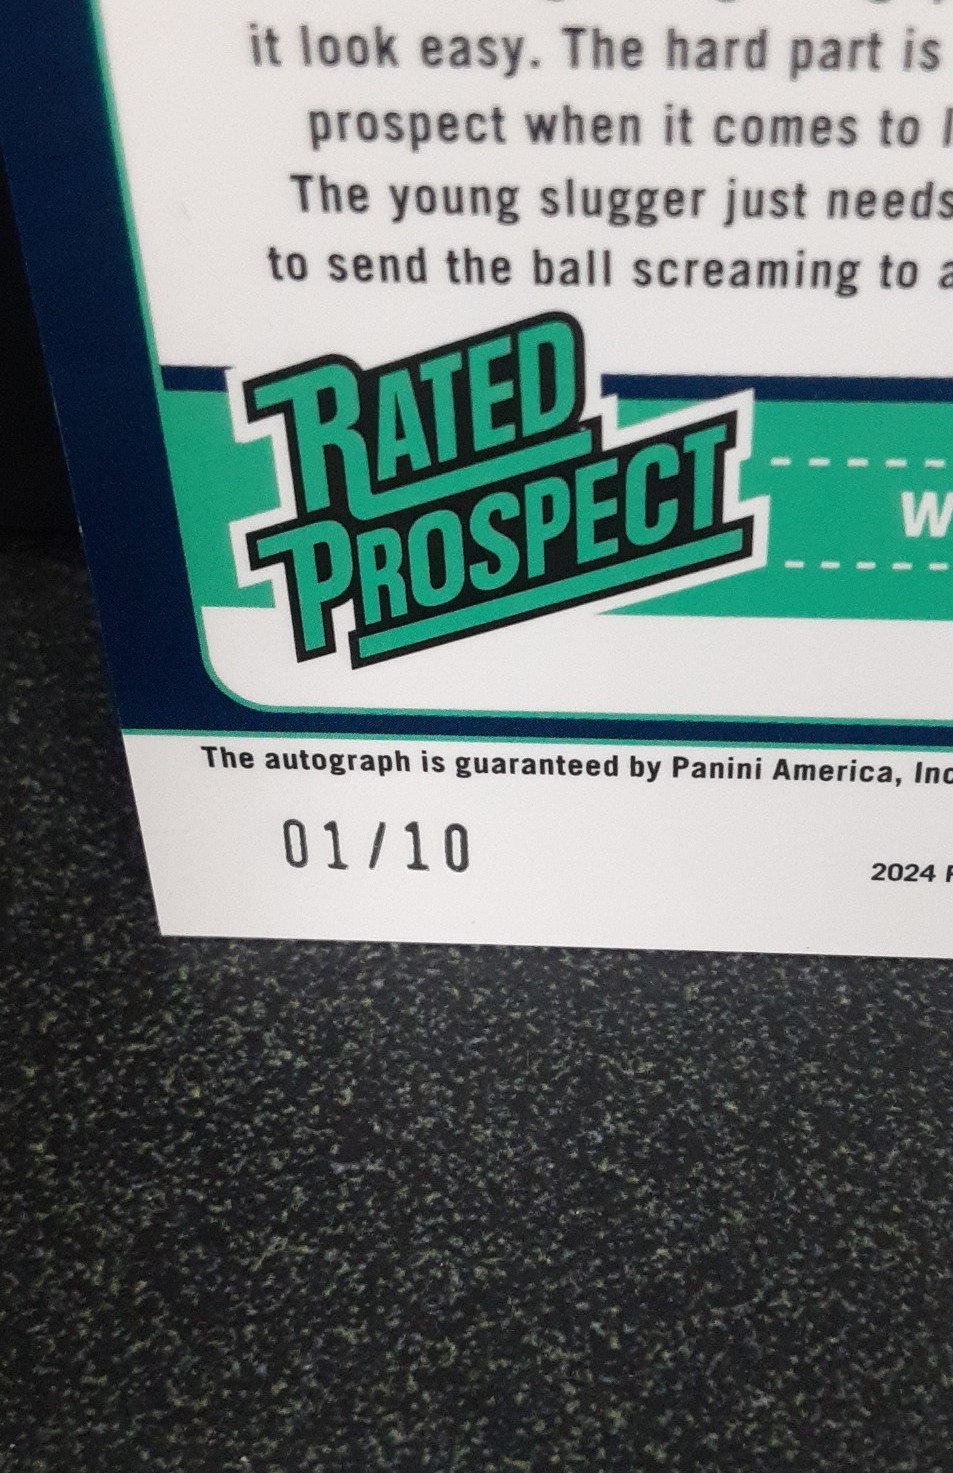 it look easy. The hard part is
prospect when it comes to
The young slugger just needs
to send the ball screaming to a
RATED
PROSPECT
W
The autograph is guaranteed by Panini America, Inc
01/10
2024